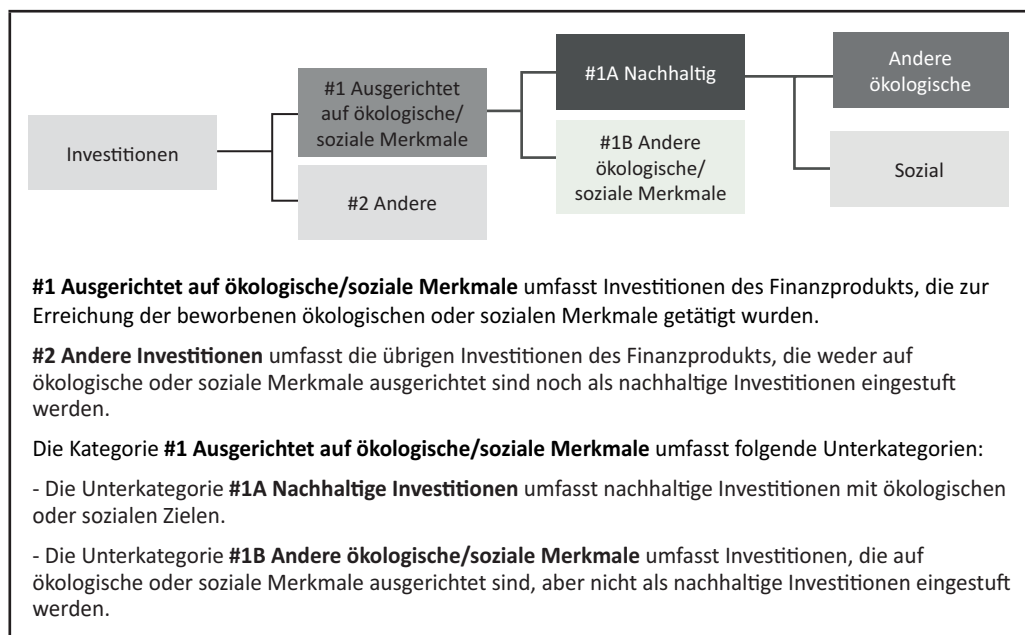 Investitionen
#1 Ausgerichtet
auf ökologische/
soziale Merkmale
#2 Andere
#1A Nachhaltig
#1B Andere
ökologische/
soziale Merkmale
Andere
ökologische
Sozial
#1 Ausgerichtet auf ökologische/soziale Merkmale umfasst Investitionen des Finanzprodukts, die zur
Erreichung der beworbenen ökologischen oder sozialen Merkmale getätigt wurden.
#2 Andere Investitionen umfasst die übrigen Investitionen des Finanzprodukts, die weder auf
ökologische oder soziale Merkmale ausgerichtet sind noch als nachhaltige Investitionen eingestuft
werden.
Die Kategorie #1 Ausgerichtet auf ökologische/soziale Merkmale umfasst folgende Unterkategorien:
- Die Unterkategorie #1A Nachhaltige Investitionen umfasst nachhaltige Investitionen mit ökologischen
oder sozialen Zielen.
- Die Unterkategorie #1B Andere ökologische/soziale Merkmale umfasst Investitionen, die auf
ökologische oder soziale Merkmale ausgerichtet sind, aber nicht als nachhaltige Investitionen eingestuft
werden.